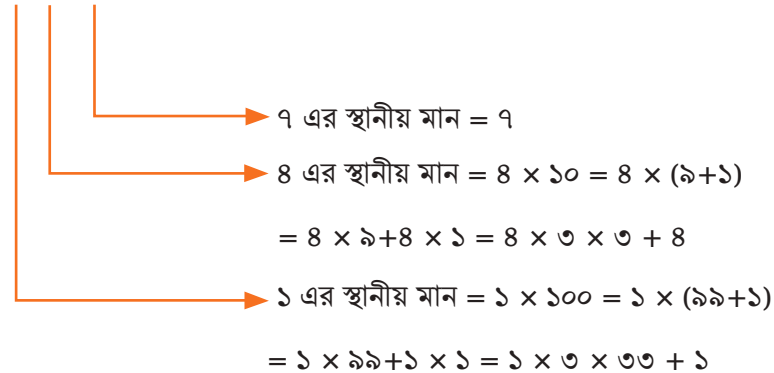 ৭ এর স্থানীয় মান = ৭
৪ এর স্থানীয় মান = ৪ × ১০ = ৪ × (৯+১)
= ৪ × ৯+৪ × ১ = ৪ × ৩ × ৩ + ৪
১ এর স্থানীয় মান = ১ × ১০০ = ১ × (৯৯+১)
= ১ × ৯৯+১ × ১ = ১ × ৩ × ৩৩ + ১